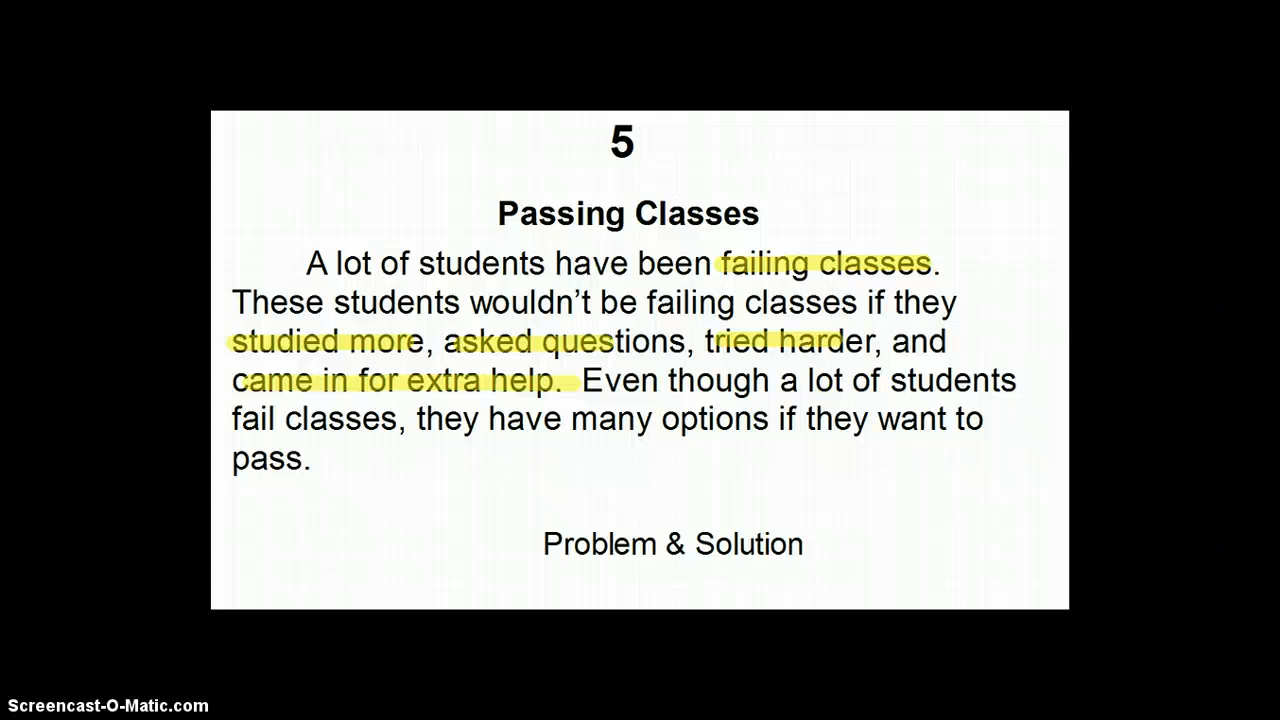 5
Passing Classes
A lot of students have been failing classes.
These students wouldn’t be failing classes if they
studied more, asked questions, tried harder, and
came in for extra help. Even though a lot of students
fail classes, they have many options if they want to
pass.
Problem & Solution
Screencast-O-Matic.com